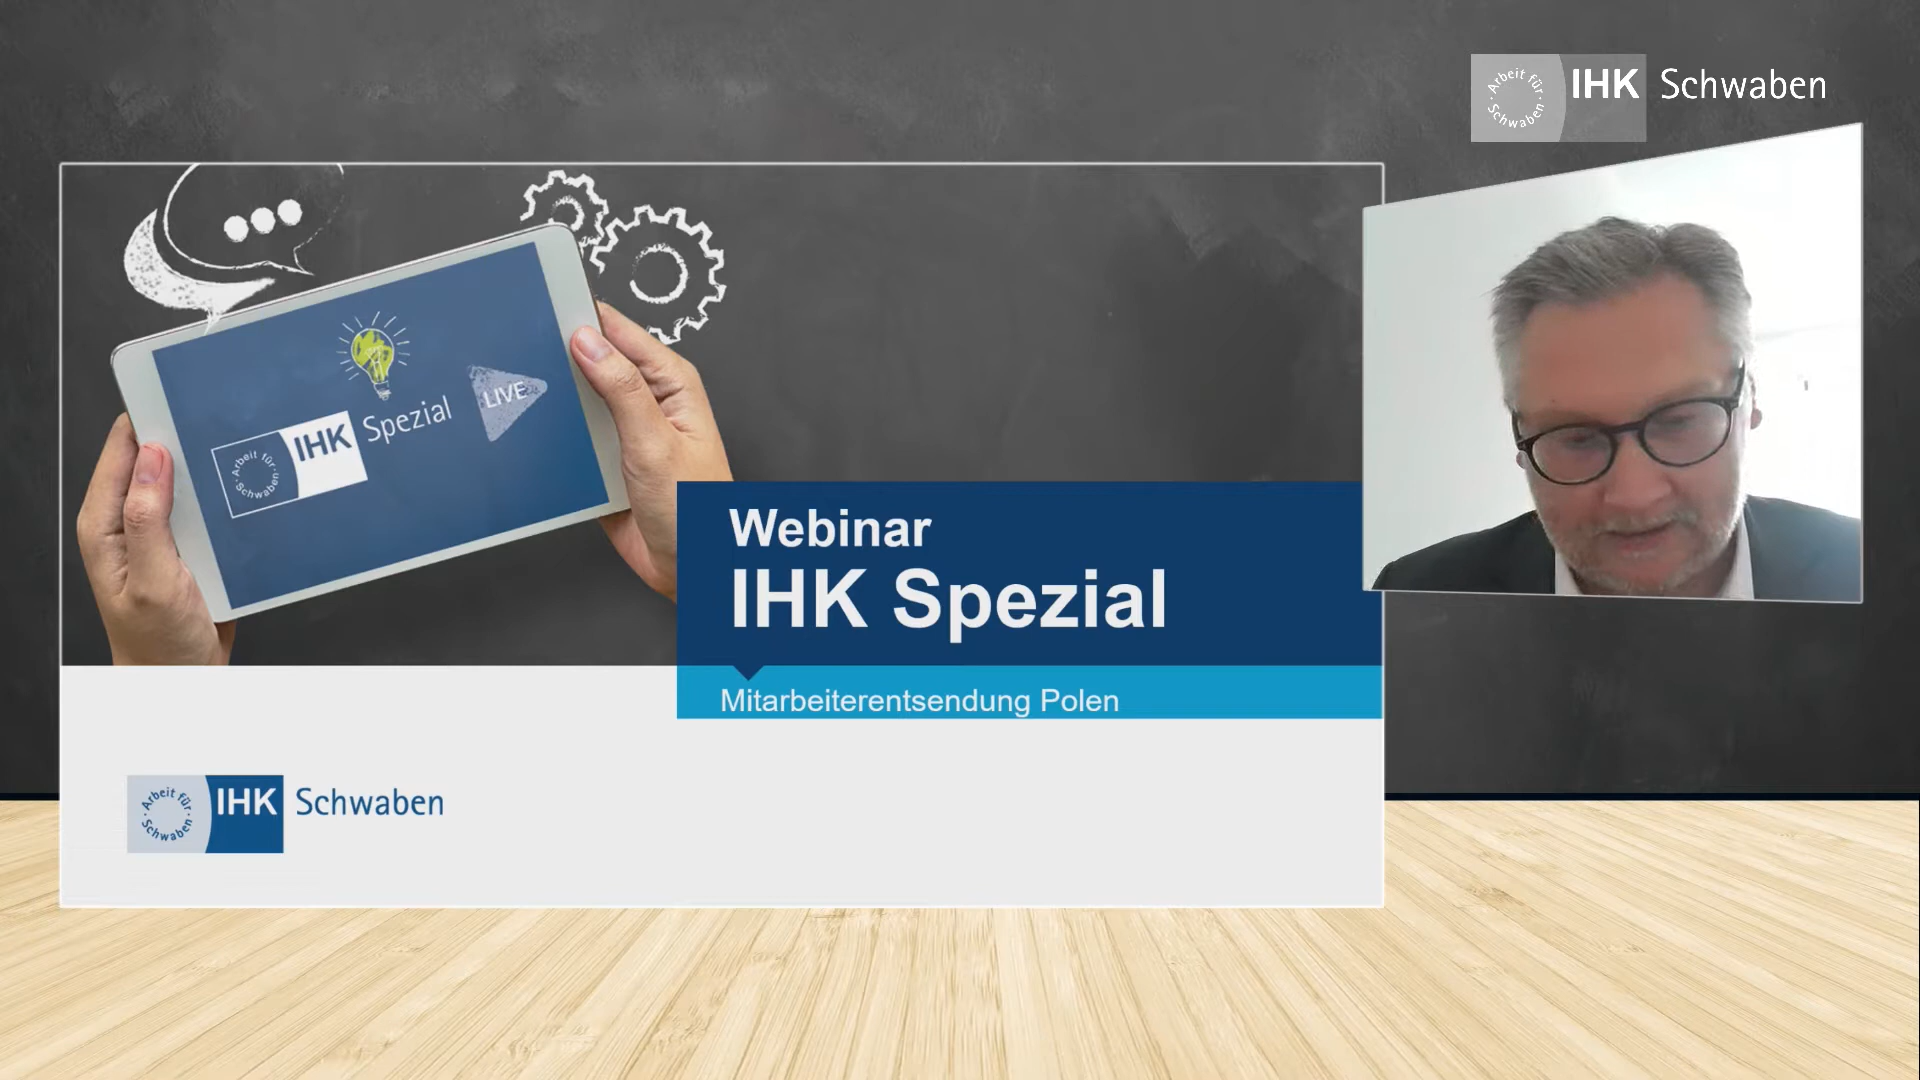 Arbeit für Schwaben
IHK Schwaben
Arbeit für Schwaben
IHK Spezial
LIVE
Webinar
IHK Spezial
Mitarbeiterentsendung Polen
Arbeit für Schwaben
IHK Schwaben